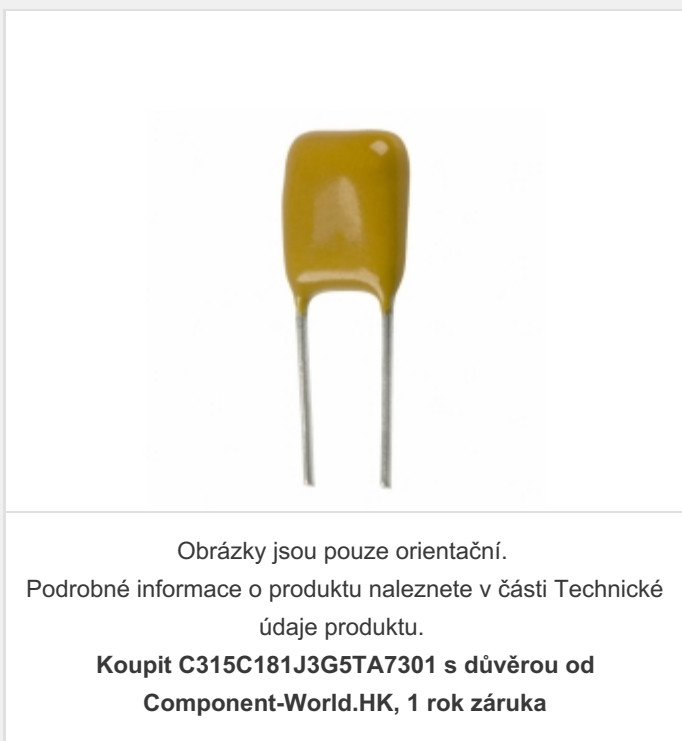 Obrázky jsou pouze orientační.
Podrobné informace o produktu naleznete v části Technické
údaje produktu.
Koupit C315C181J3G5TA7301 s důvěrou od
Component-World.HK, 1 rok záruka